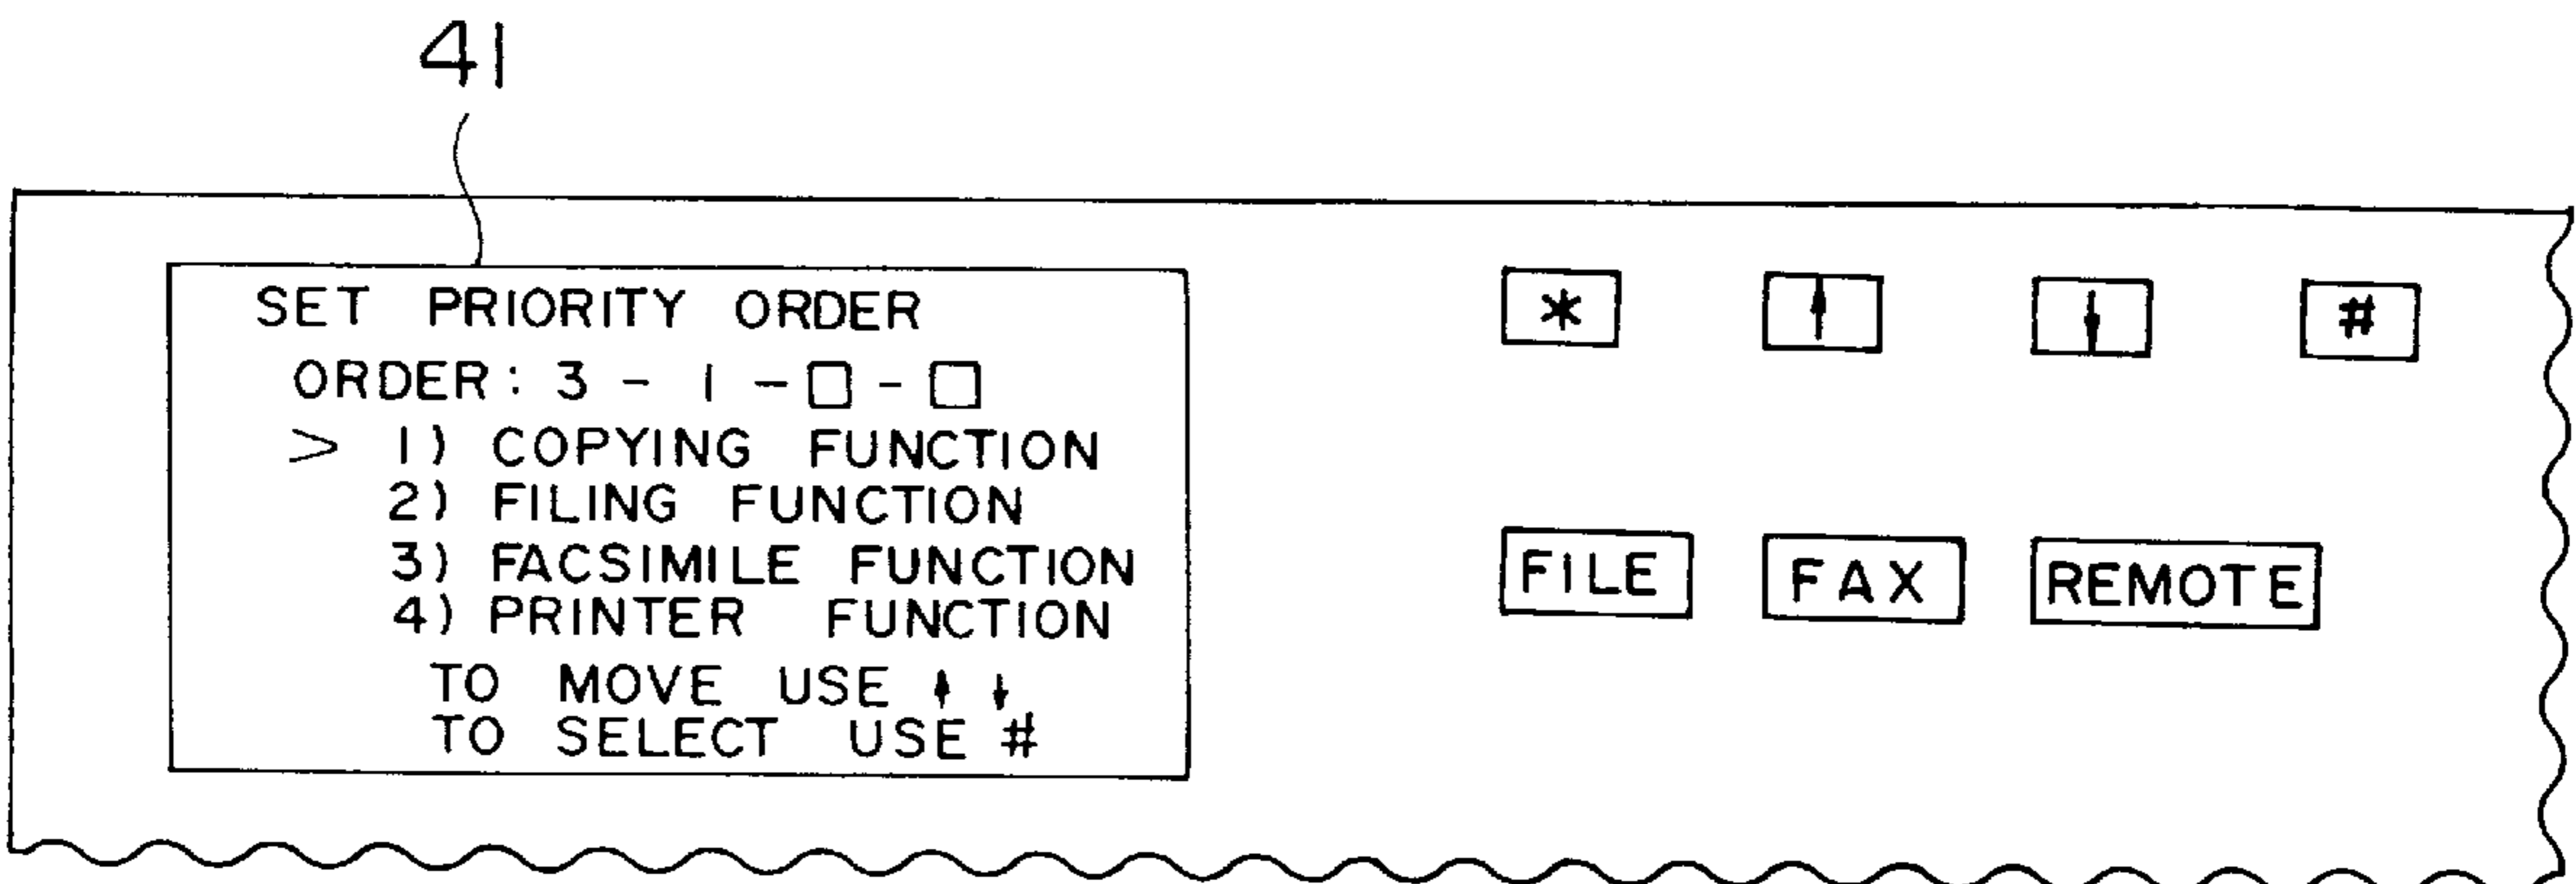 41
SET PRIORITY ORDER
ORDER: 3 - 1 - □ - □
> 1) COPYING FUNCTION
2) FILING FUNCTION
3) FACSIMILE FUNCTION
4) PRINTER FUNCTION
TO MOVE USE ↑ ↓
TO SELECT USE #
* ↑ ↓ #
FILE FAX REMOTE